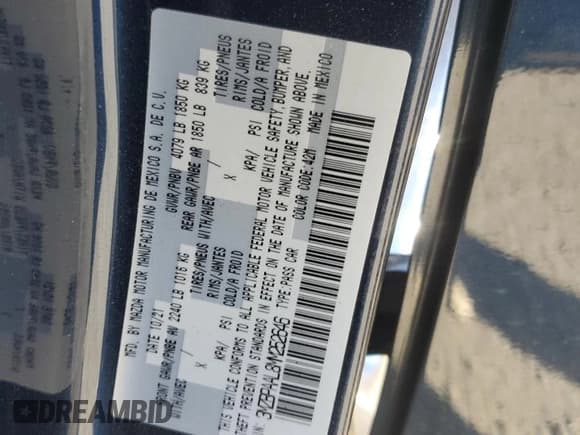 MFD. BY MAZDA MOTOR MANUFACTURING DE MEXICO S.A. DE C.V.
DATE 10/21 GVWR/PNBV 4079 LB 1850 KG
FRONT GAWR/PNBE AV 2240 LB 1016 KG REAR GAWR/PNBE AR 1850 LB 839 KG
WITH/AVEC TIRES/PNEUS WITH/AVEC TIRES/PNEUS
/ X RIMS/JANTES / X RIMS/JANTES
KPA/ PSI COLD/A FROID KPA/ PSI COLD/A FROID
THIS VEHICLE CONFORMS TO ALL APPLICABLE FEDERAL MOTOR VEHICLE SAFETY, BUMPER, AND
THEFT PREVENTION STANDARDS IN EFFECT ON THE DATE OF MANUFACTURE SHOWN ABOVE.
TYPE:PASS CAR COLOR CODE:42M MADE IN MEXICO
DREAMBID